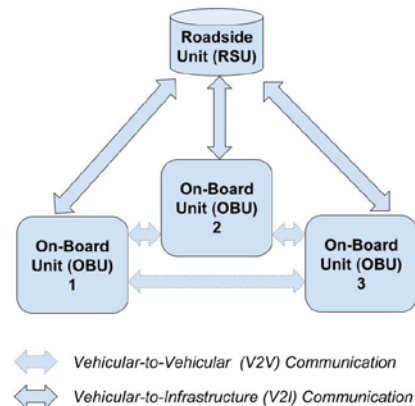 Roadside
Unit (RSU)
On-Board
Unit (OBU)
2
On-Board
Unit (OBU)
1
On-Board
Unit (OBU)
3
Vehicular-to-Vehicular (V2V) Communication
Vehicular-to-Infrastructure (V2I) Communication